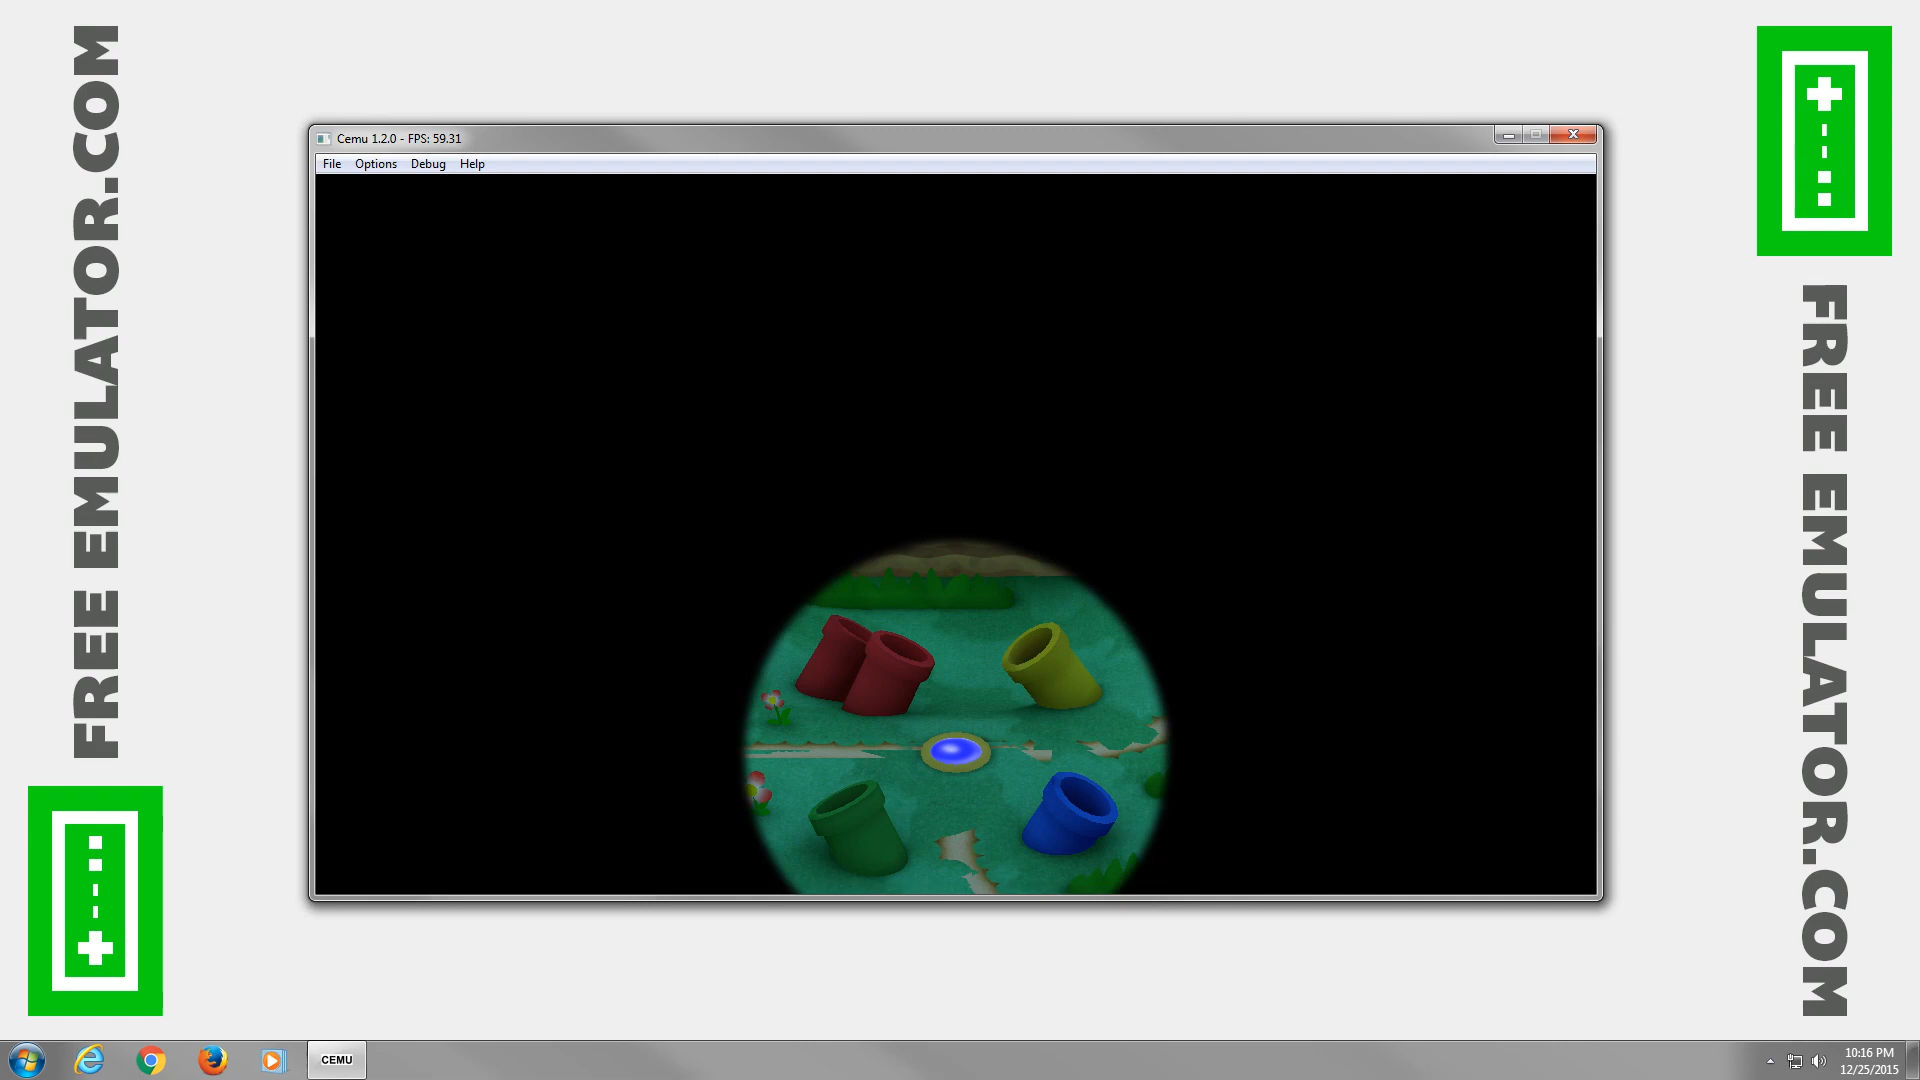 FREE EMULATOR.COM
Cemu 1.2.0 - FPS: 59.31
File Options Debug Help
FREE EMULATOR.COM
CEMU
10:16 PM
12/25/2015